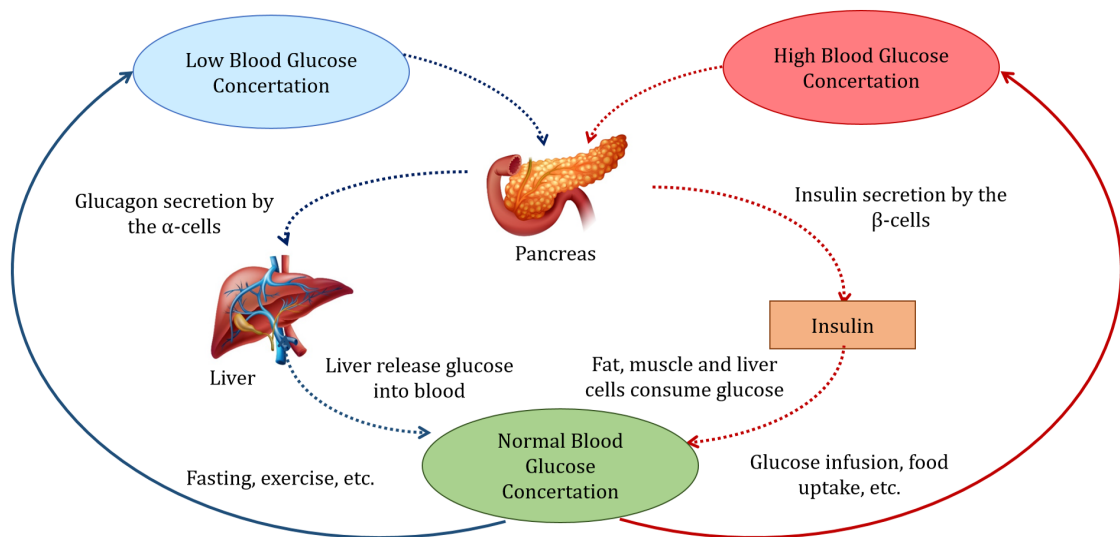 Low Blood Glucose
Concertation
High Blood Glucose
Concertation
Glucagon secretion by
the α-cells
Pancreas
Insulin secretion by the
β-cells
Liver
Liver release glucose
into blood
Insulin
Fat, muscle and liver
cells consume glucose
Normal Blood
Glucose
Concertation
Fasting, exercise, etc.
Glucose infusion, food
uptake, etc.